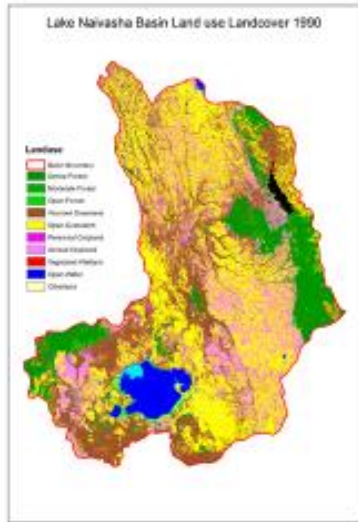 Lake Naivasha Basin Land use Landcover 1990
Landuse
Basin Boundary
Dense Forest
Moderate Forest
Open Forest
Wooded Grassland
Open Grassland
Perennial Cropland
Annual Cropland
Vegetated Wetland
Open Water
Otherland